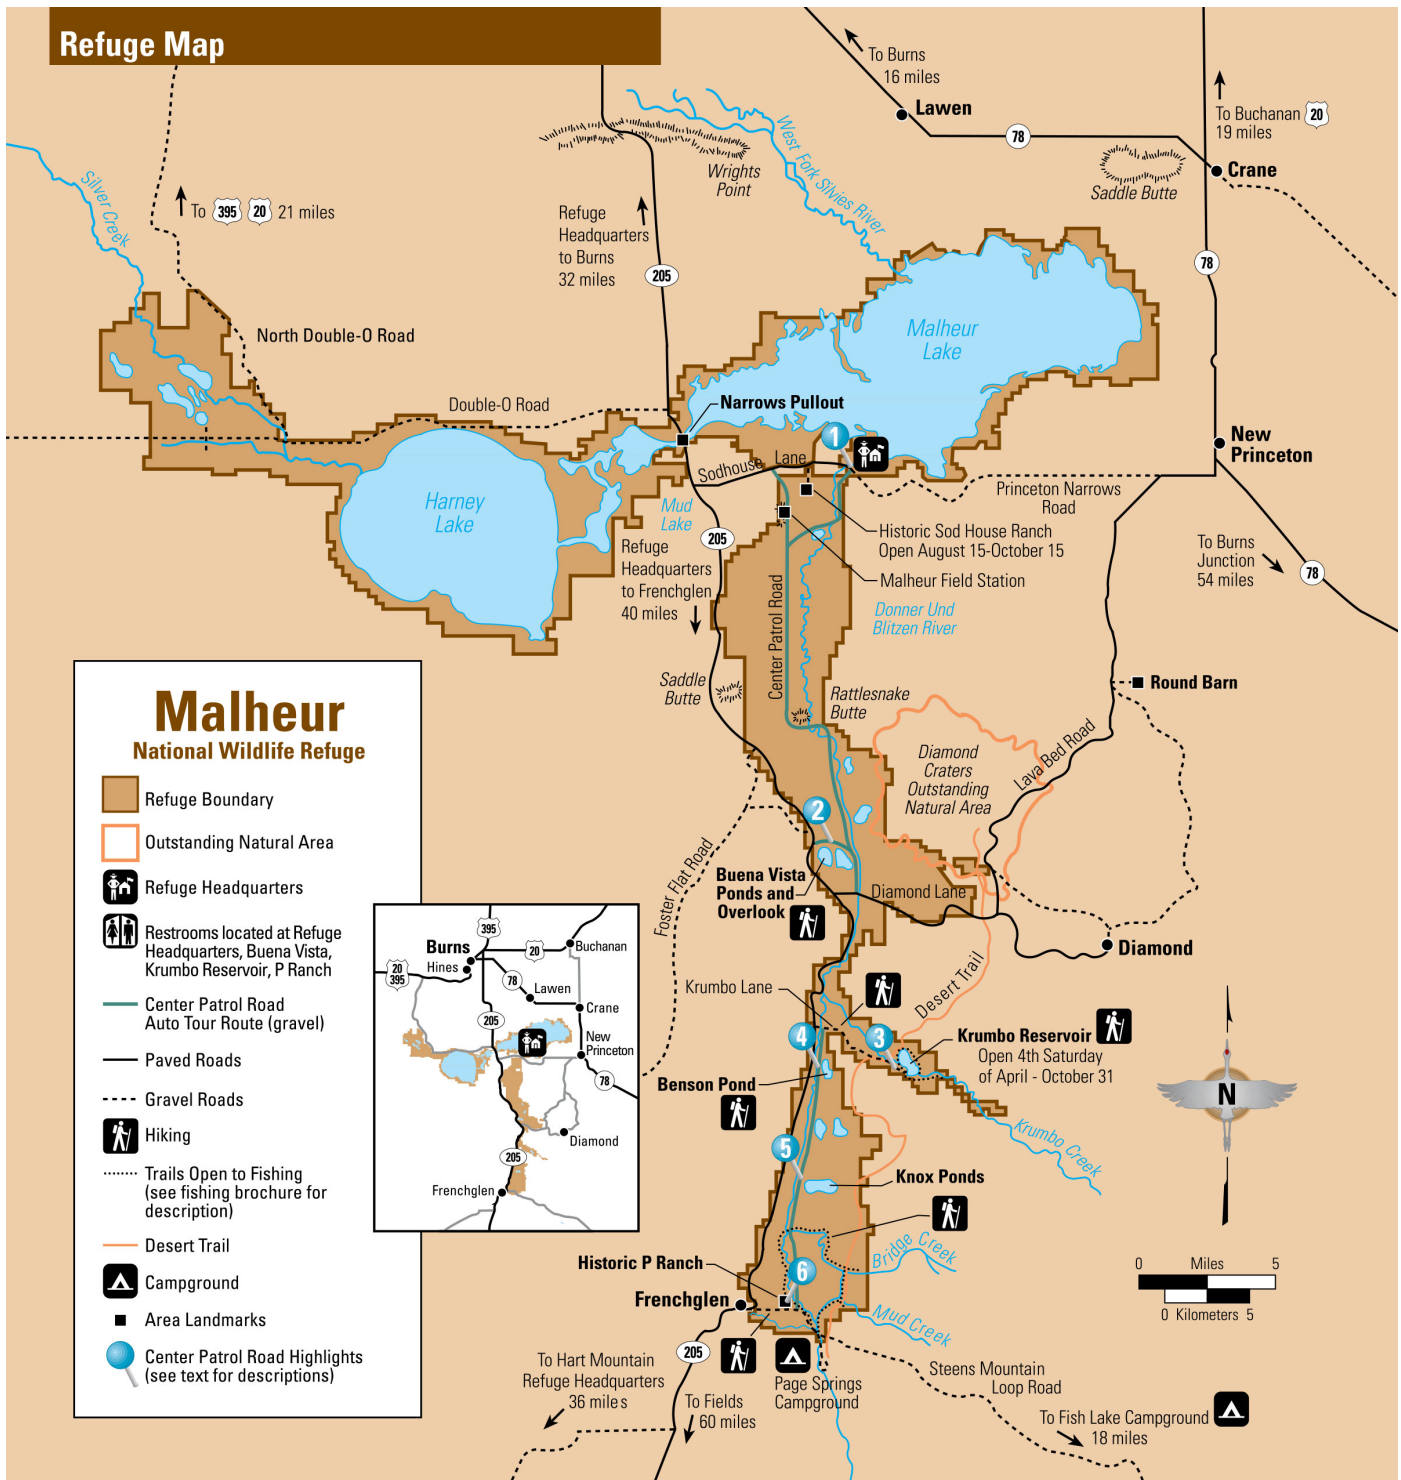 Refuge Map
To Burns
16 miles
Lawen
78
To Buchanan 20
19 miles
Crane
Saddle Butte
West Fork Silvies River
Wrights
Point
Silver Creek
To 395 20 21 miles
Refuge
Headquarters
to Burns
32 miles
205
78
North Double-O Road
Malheur
Lake
Double-O Road
Narrows Pullout
1
New
Princeton
Sodhouse Lane
Harney
Lake
Mud
Lake
Princeton Narrows
Road
205
Historic Sod House Ranch
Open August 15-October 15
To Burns
Junction
54 miles
78
Refuge
Headquarters
to Frenchglen
40 miles
Malheur Field Station
Donner Und
Blitzen River
Center Patrol Road
Saddle
Butte
Rattlesnake
Butte
Round Barn
Diamond
Craters
Outstanding
Natural Area
Lava Bed Road
2
Foster Flat Road
Buena Vista
Ponds and
Overlook
Diamond Lane
Diamond
Desert Trail
Krumbo Lane
4
3
Krumbo Reservoir
Open 4th Saturday
of April - October 31
Benson Pond
N
Krumbo Creek
5
Knox Ponds
Bridge Creek
Historic P Ranch
6
Frenchglen
Mud Creek
0 Miles 5
0 Kilometers 5
205
To Hart Mountain
Refuge Headquarters
36 miles
To Fields
60 miles
Page Springs
Campground
Steens Mountain
Loop Road
To Fish Lake Campground
18 miles
Malheur
National Wildlife Refuge
Refuge Boundary
Outstanding Natural Area
Refuge Headquarters
Restrooms located at Refuge
Headquarters, Buena Vista,
Krumbo Reservoir, P Ranch
Center Patrol Road
Auto Tour Route (gravel)
Paved Roads
Gravel Roads
Hiking
Trails Open to Fishing
(see fishing brochure for
description)
Desert Trail
Campground
Area Landmarks
Center Patrol Road Highlights
(see text for descriptions)
395
Burns
Hines
20
Buchanan
20
395
78
Lawen
Crane
205
New
Princeton
78
Diamond
205
Frenchglen